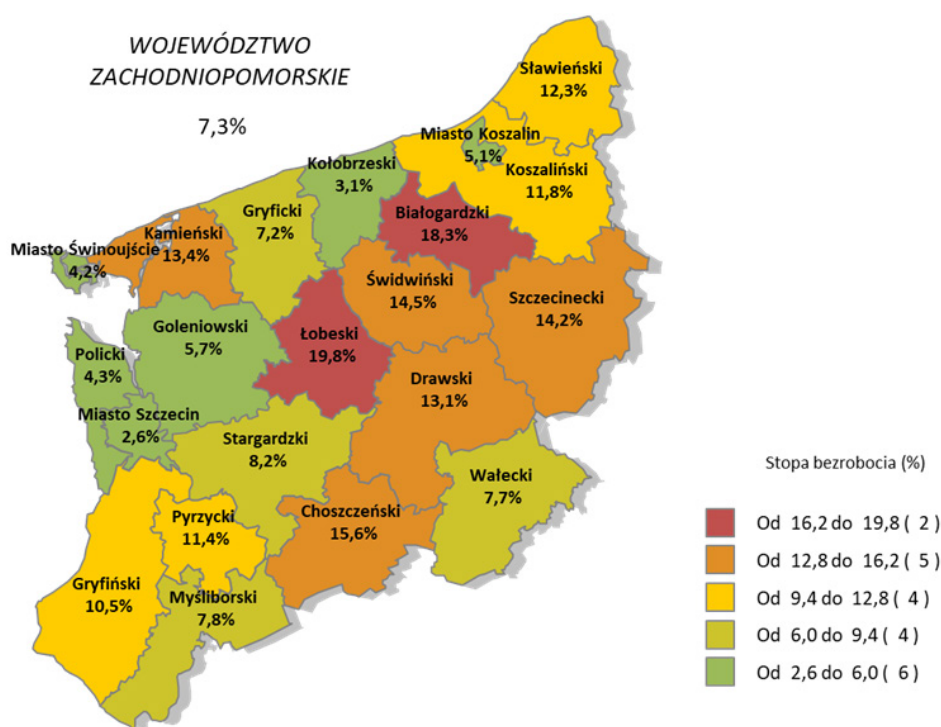 WOJEWÓDZTWO
ZACHODNIOPOMORSKIE
7,3%
Sławieński
12,3%
Miasto Koszalin
5,1%
Koszaliński
11,8%
Kołobrzeski
3,1%
Białogardzki
18,3%
Gryficki
7,2%
Kamieński
13,4%
Miasto Świnoujście
4,2%
Świdwiński
14,5%
Szczecinecki
14,2%
Goleniowski
5,7%
Łobeski
19,8%
Policki
4,3%
Drawski
13,1%
Miasto Szczecin
2,6%
Stargardzki
8,2%
Wałecki
7,7%
Choszczeński
15,6%
Pyrzycki
11,4%
Gryfiński
10,5%
Myśliborski
7,8%
Stopa bezrobocia (%)
Od 16,2 do 19,8 ( 2)
Od 12,8 do 16,2 ( 5)
Od 9,4 do 12,8 ( 4)
Od 6,0 do 9,4 ( 4)
Od 2,6 do 6,0 ( 6)